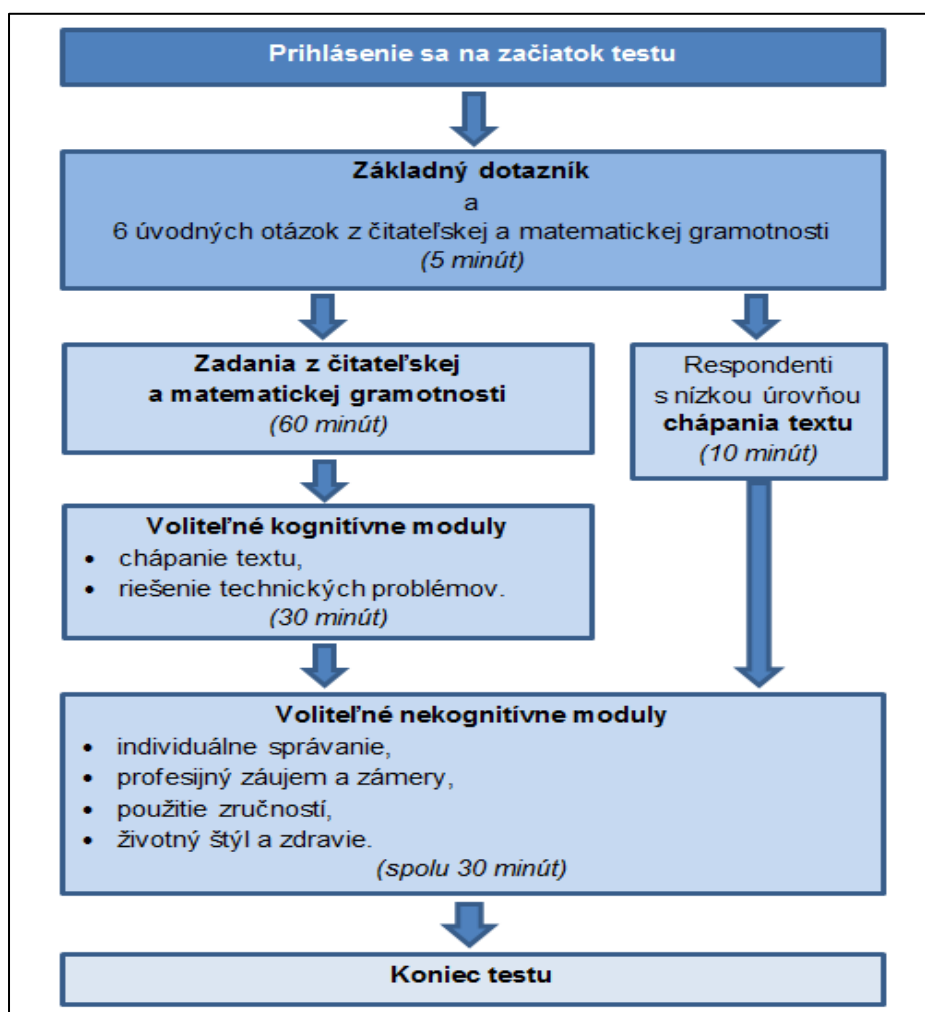 Prihlásenie sa na začiatok testu
Základný dotazník
a
6 úvodných otázok z čitateľskej a matematickej gramotnosti
(5 minút)
Zadania z čitateľskej
a matematickej gramotnosti
(60 minút)
Respondenti
s nízkou úrovňou
chápania textu
(10 minút)
Voliteľné kognitívne moduly
• chápanie textu,
• riešenie technických problémov.
(30 minút)
Voliteľné nekognitívne moduly
• individuálne správanie,
• profesijný záujem a zámery,
• použitie zručností,
• životný štýl a zdravie.
(spolu 30 minút)
Koniec testu